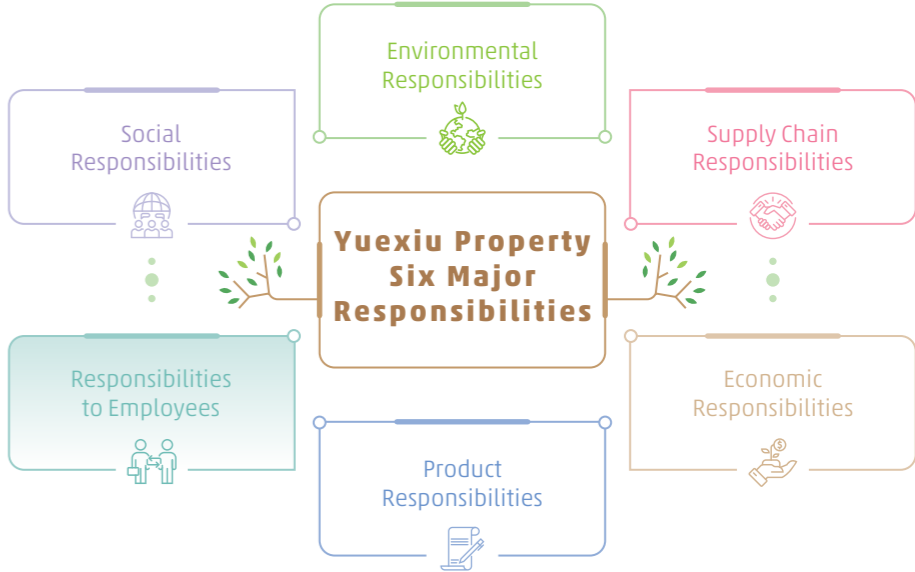 Environmental
Responsibilities
Social
Responsibilities
Supply Chain
Responsibilities
Yuexiu Property
Six Major
Responsibilities
Responsibilities
to Employees
Economic
Responsibilities
$
Product
Responsibilities